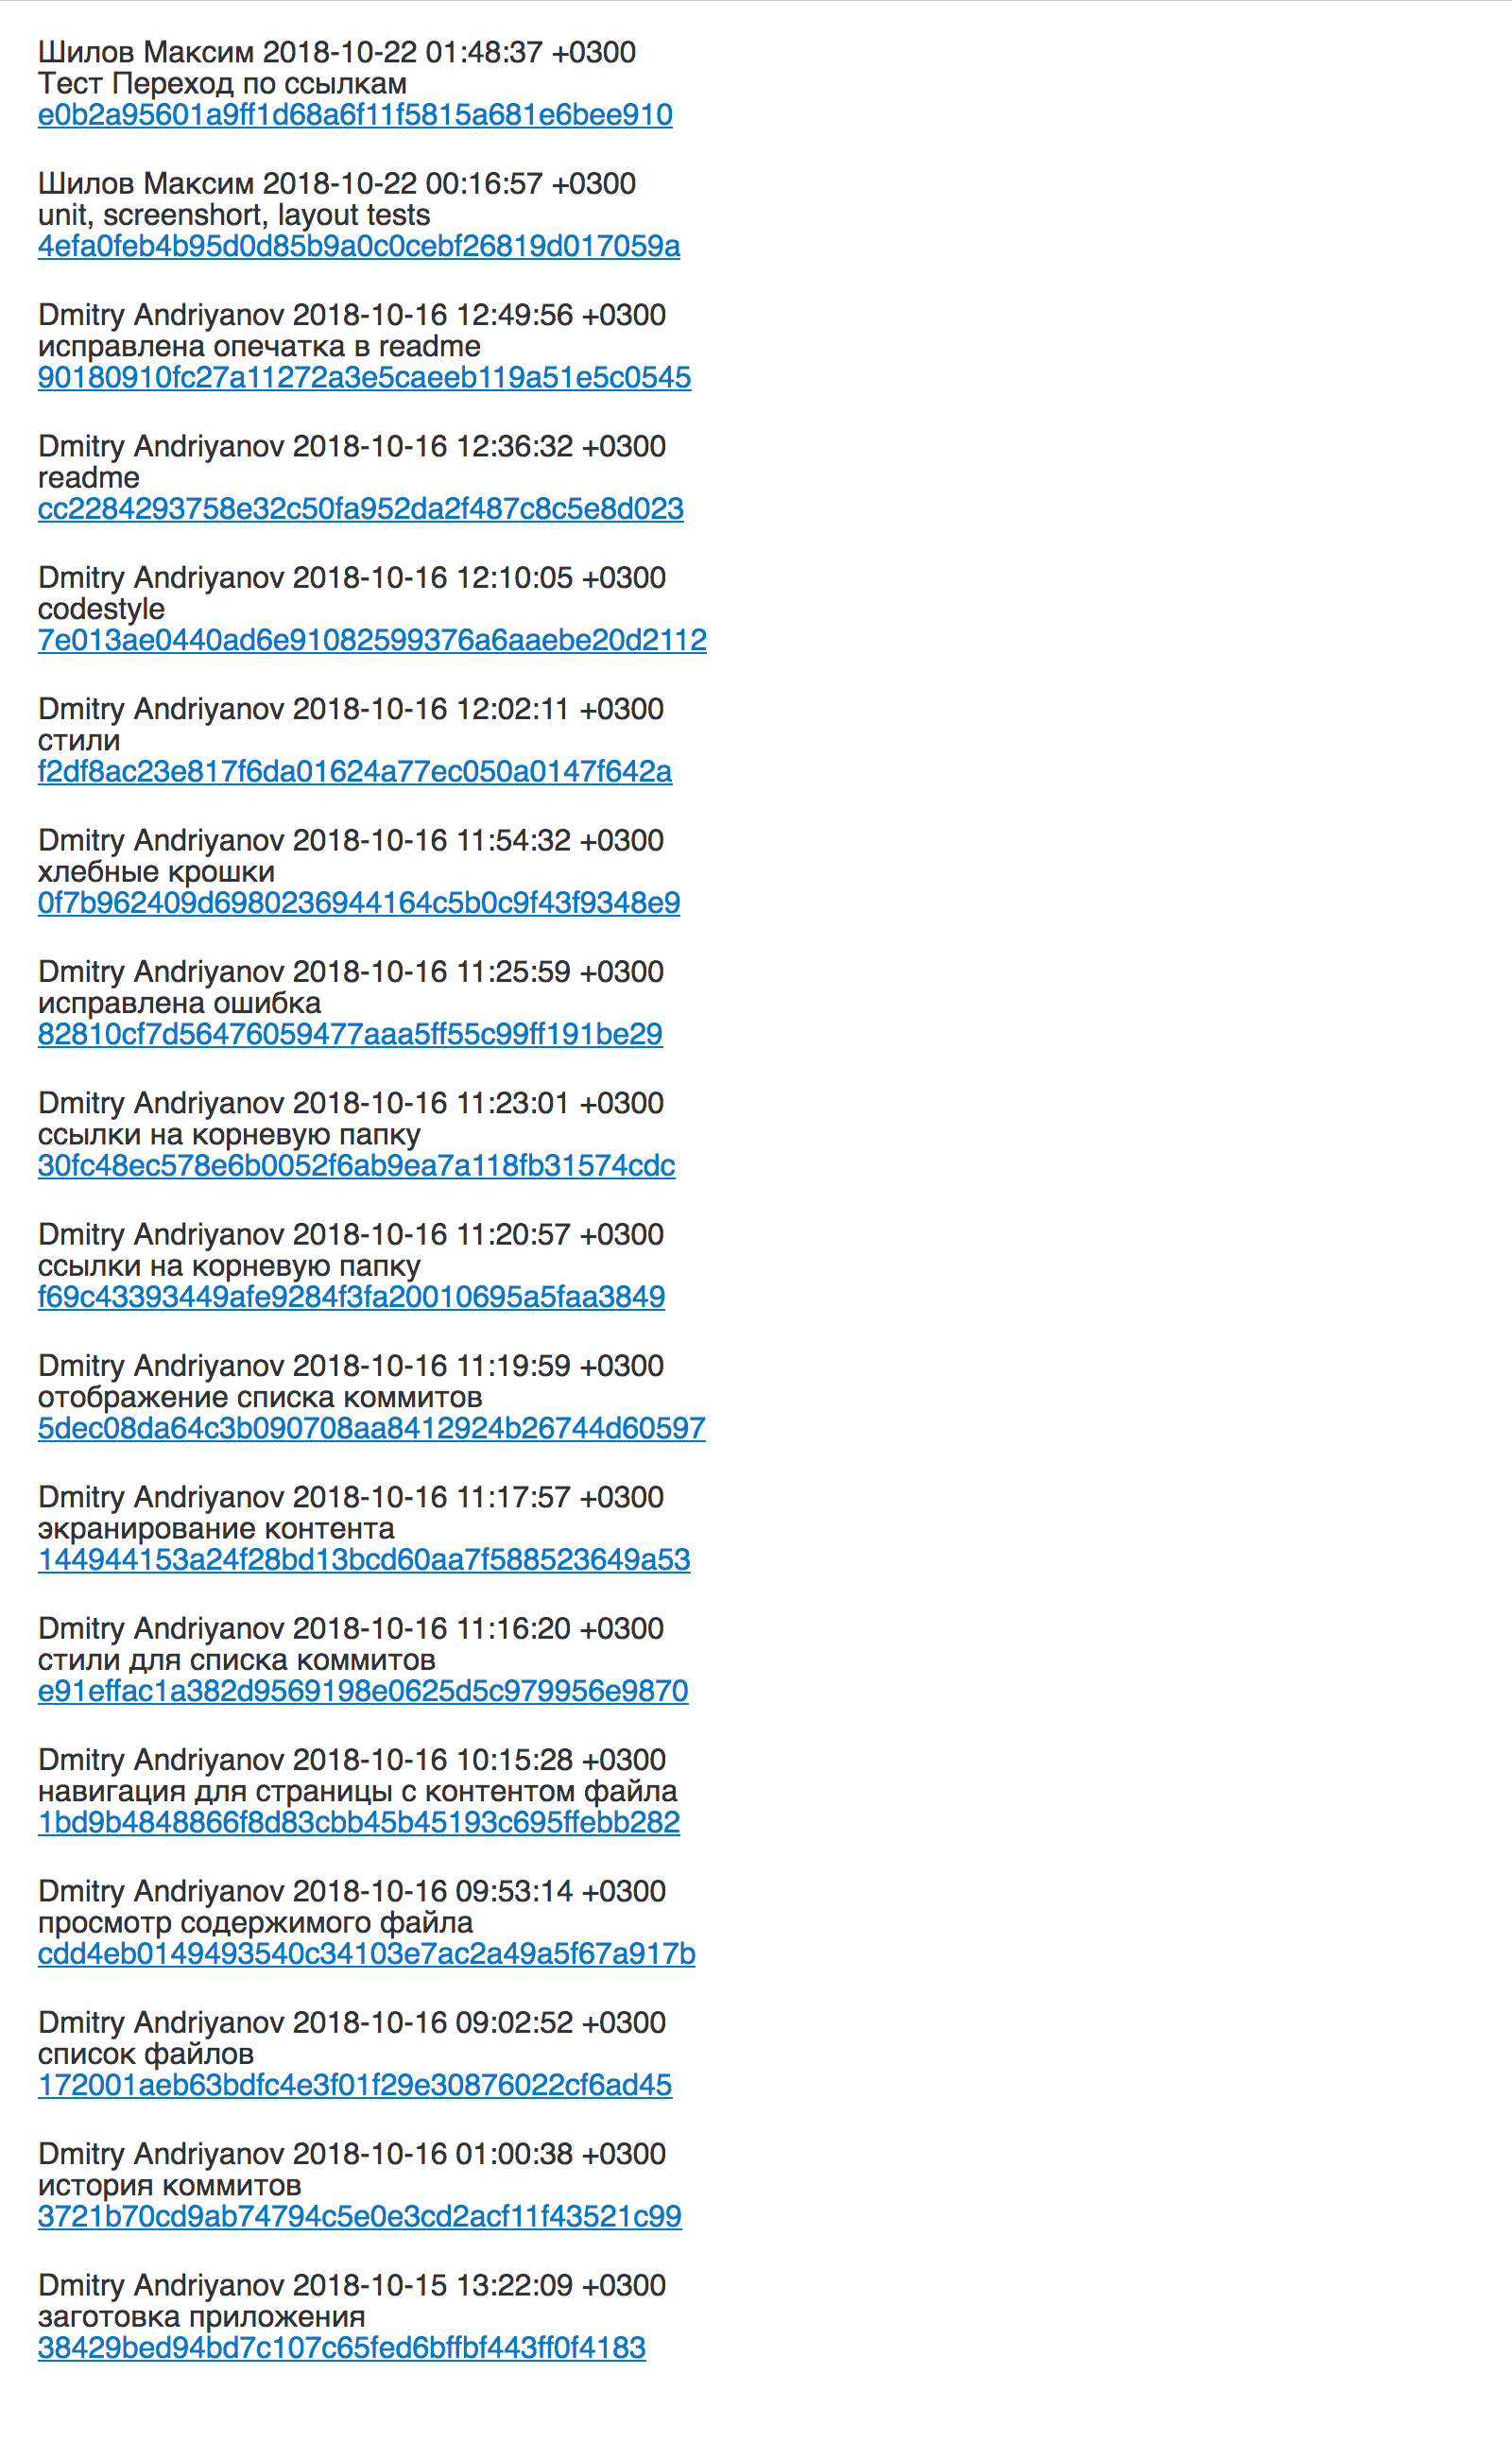 Шилов Максим 2018-10-22 01:48:37 +0300
Тест Переход по ссылкам
e0b2a95601a9ff1d68a6f11f5815a681e6bee910
Шилов Максим 2018-10-22 00:16:57 +0300
unit, screenshort, layout tests
4efa0feb4b95d0d85b9a0c0cebf26819d017059a
Dmitry Andriyanov 2018-10-16 12:49:56 +0300
исправлена опечатка в readme
90180910fc27a11272a3e5caeeb119a51e5c0545
Dmitry Andriyanov 2018-10-16 12:36:32 +0300
readme
cc2284293758e32c50fa952da2f487c8c5e8d023
Dmitry Andriyanov 2018-10-16 12:10:05 +0300
codestyle
7e013ae0440ad6e91082599376a6aaebe20d2112
Dmitry Andriyanov 2018-10-16 12:02:11 +0300
стили
f2df8ac23e817f6da01624a77ec050a0147f642a
Dmitry Andriyanov 2018-10-16 11:54:32 +0300
хлебные крошки
0f7b962409d6980236944164c5b0c9f43f9348e9
Dmitry Andriyanov 2018-10-16 11:25:59 +0300
исправлена ошибка
82810cf7d56476059477aaa5ff55c99ff191be29
Dmitry Andriyanov 2018-10-16 11:23:01 +0300
ссылки на корневую папку
30fc48ec578e6b0052f6ab9ea7a118fb31574cdc
Dmitry Andriyanov 2018-10-16 11:20:57 +0300
ссылки на корневую папку
f69c43393449afe9284f3fa20010695a5faa3849
Dmitry Andriyanov 2018-10-16 11:19:59 +0300
отображение списка коммитов
5dec08da64c3b090708aa8412924b26744d60597
Dmitry Andriyanov 2018-10-16 11:17:57 +0300
экранирование контента
144944153a24f28bd13bcd60aa7f588523649a53
Dmitry Andriyanov 2018-10-16 11:16:20 +0300
стили для списка коммитов
e91effac1a382d9569198e0625d5c979956e9870
Dmitry Andriyanov 2018-10-16 10:15:28 +0300
навигация для страницы с контентом файла
1bd9b4848866f8d83cbb45b45193c695ffebb282
Dmitry Andriyanov 2018-10-16 09:53:14 +0300
просмотр содержимого файла
cdd4eb0149493540c34103e7ac2a49a5f67a917b
Dmitry Andriyanov 2018-10-16 09:02:52 +0300
список файлов
172001aeb63bdfc4e3f01f29e30876022cf6ad45
Dmitry Andriyanov 2018-10-16 01:00:38 +0300
история коммитов
3721b70cd9ab74794c5e0e3cd2acf11f43521c99
Dmitry Andriyanov 2018-10-15 13:22:09 +0300
заготовка приложения
38429bed94bd7c107c65fed6bffbf443ff0f4183